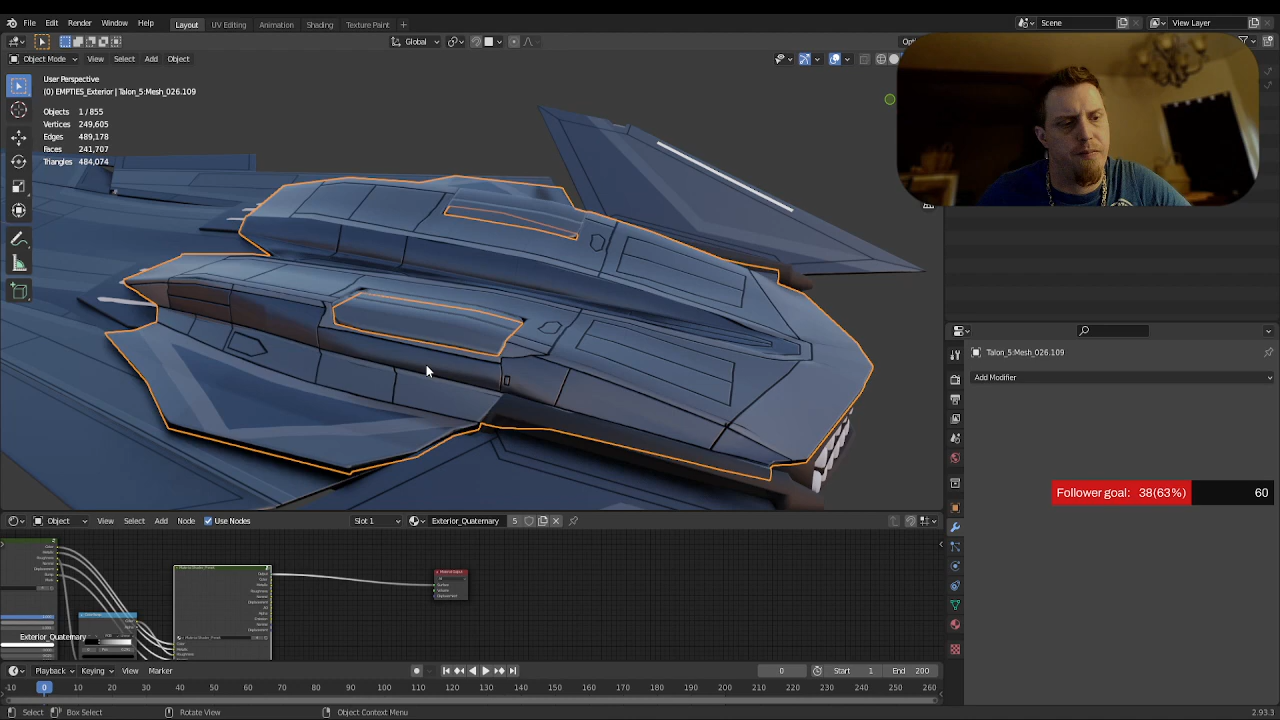 File Edit Render Window Help Layout UV Editing Animation Shading Texture Paint + Scene View Layer
Global
Object Mode View Select Add Object
User Perspective
(0) EMPTIES_Exterior | Talon_5:Mesh_026.109
Objects 1 / 855
Vertices 249,605
Edges 489,178
Faces 241,707
Triangles 484,074
Talon_5:Mesh_026.109
Add Modifier
Follower goal: 38(63%) 60
Object View Select Add Node Use Nodes Slot 1 Exterior_Quaternary 5
Exterior_Quaternary
Playback Keying View Marker 0 Start 1 End 200
-10 0 10 20 30 40 50 60 70 80 90 100 110 120 130 140 150 160 170 180 190 200 210 220 230 240 250 260
Select Box Select Rotate View Object Context Menu 2.93.3